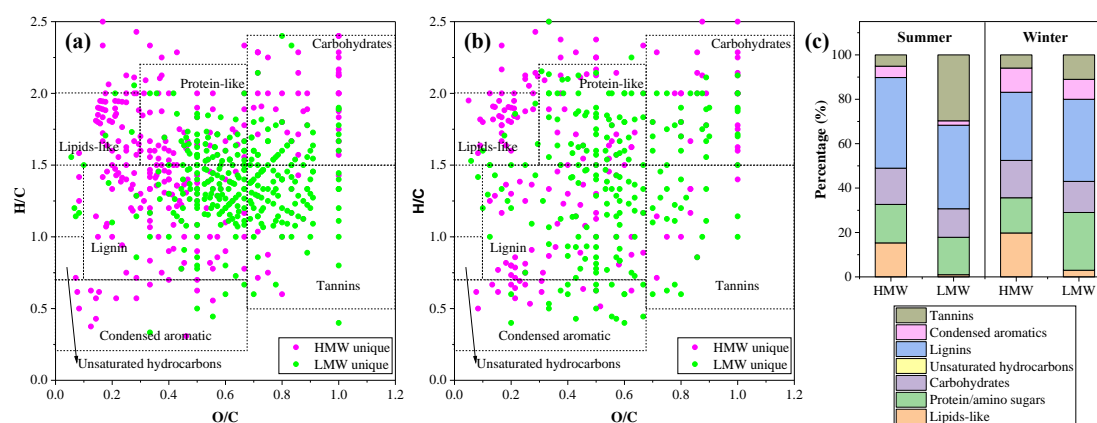 (a)
Carbohydrates
Protein-like
Lipids-like
Lignin
Tannins
Condensed aromatic
Unsaturated hydrocarbons
HMW unique
LMW unique
H/C
2.5
2.0
1.5
1.0
0.5
0.0
0.0 0.2 0.4 0.6 0.8 1.0 1.2
O/C
(b)
Carbohydrates
Protein-like
Lipids-like
Lignin
Tannins
Condensed aromatic
Unsaturated hydrocarbons
HMW unique
LMW unique
H/C
2.5
2.0
1.5
1.0
0.5
0.0
0.0 0.2 0.4 0.6 0.8 1.0 1.2
O/C
(c)
Summer Winter
Percentage (%)
100
80
60
40
20
0
HMW LMW HMW LMW
Tannins
Condensed aromatics
Lignins
Unsaturated hydrocarbons
Carbohydrates
Protein/amino sugars
Lipids-like